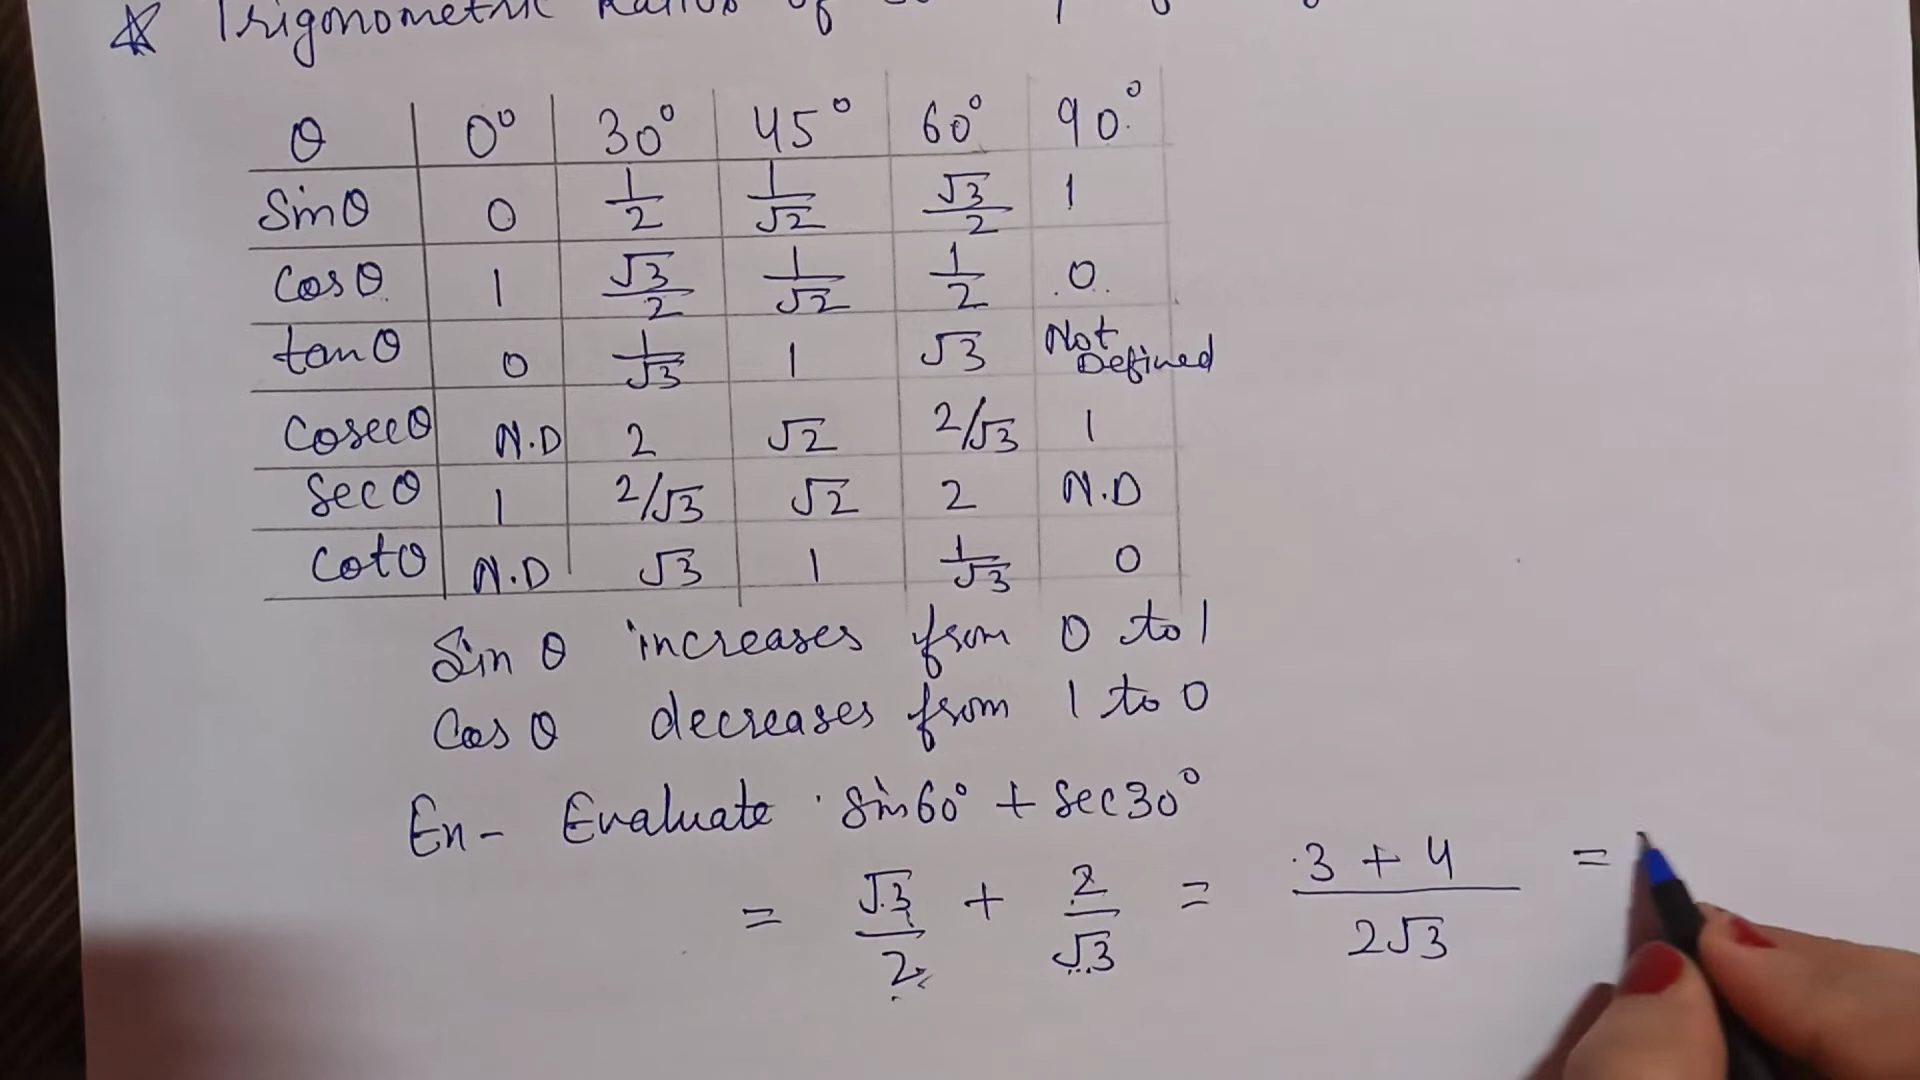 Trigonometric Ratios of
θ 0° 30° 45° 60° 90°
Sinθ 0 1/2 1/√2 √3/2 1
Cosθ 1 √3/2 1/√2 1/2 0
tanθ 0 1/√3 1 √3 Not Defined
Cosecθ N.D 2 √2 2/√3 1
Secθ 1 2/√3 √2 2 N.D
Cotθ N.D √3 1 1/√3 0
Sin θ increases from 0 to 1
Cos θ decreases from 1 to 0
Ex - Evaluate sin60° + sec30°
= √3/2 + 2/√3 = 3 + 4/2√3 =